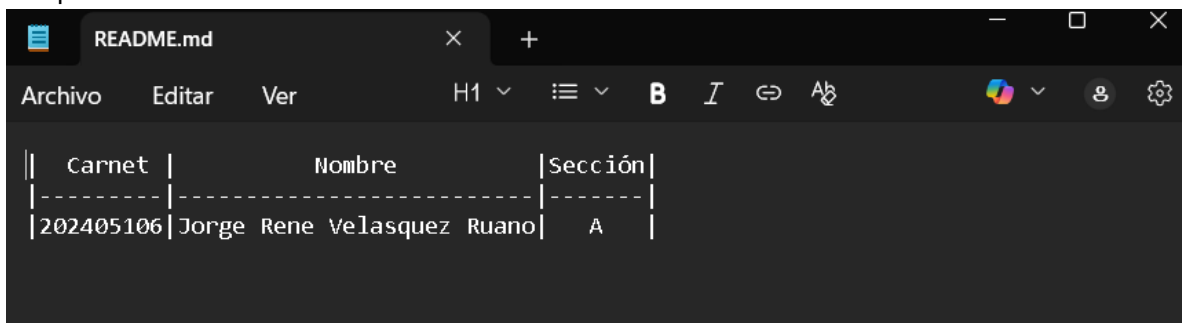 README.md
Archivo Editar Ver H1 B I
| Carnet | Nombre |Sección|
|---------|--------------------------|-------|
|202405106|Jorge Rene Velasquez Ruano| A |